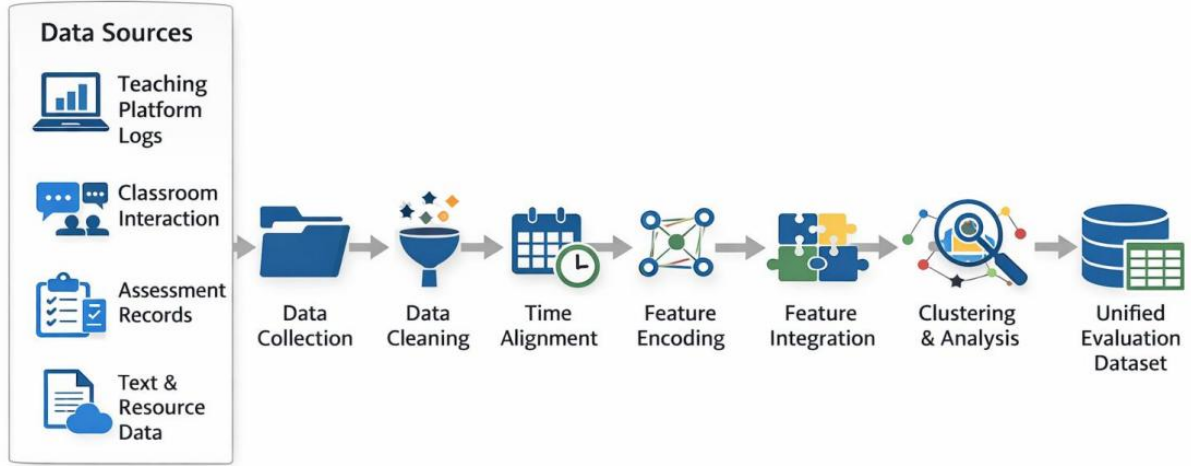 Data Sources
Teaching
Platform
Logs
Classroom
Interaction
Assessment
Records
Text &
Resource
Data
Data
Collection
Data
Cleaning
Time
Alignment
Feature
Encoding
Feature
Integration
Clustering
& Analysis
Unified
Evaluation
Dataset